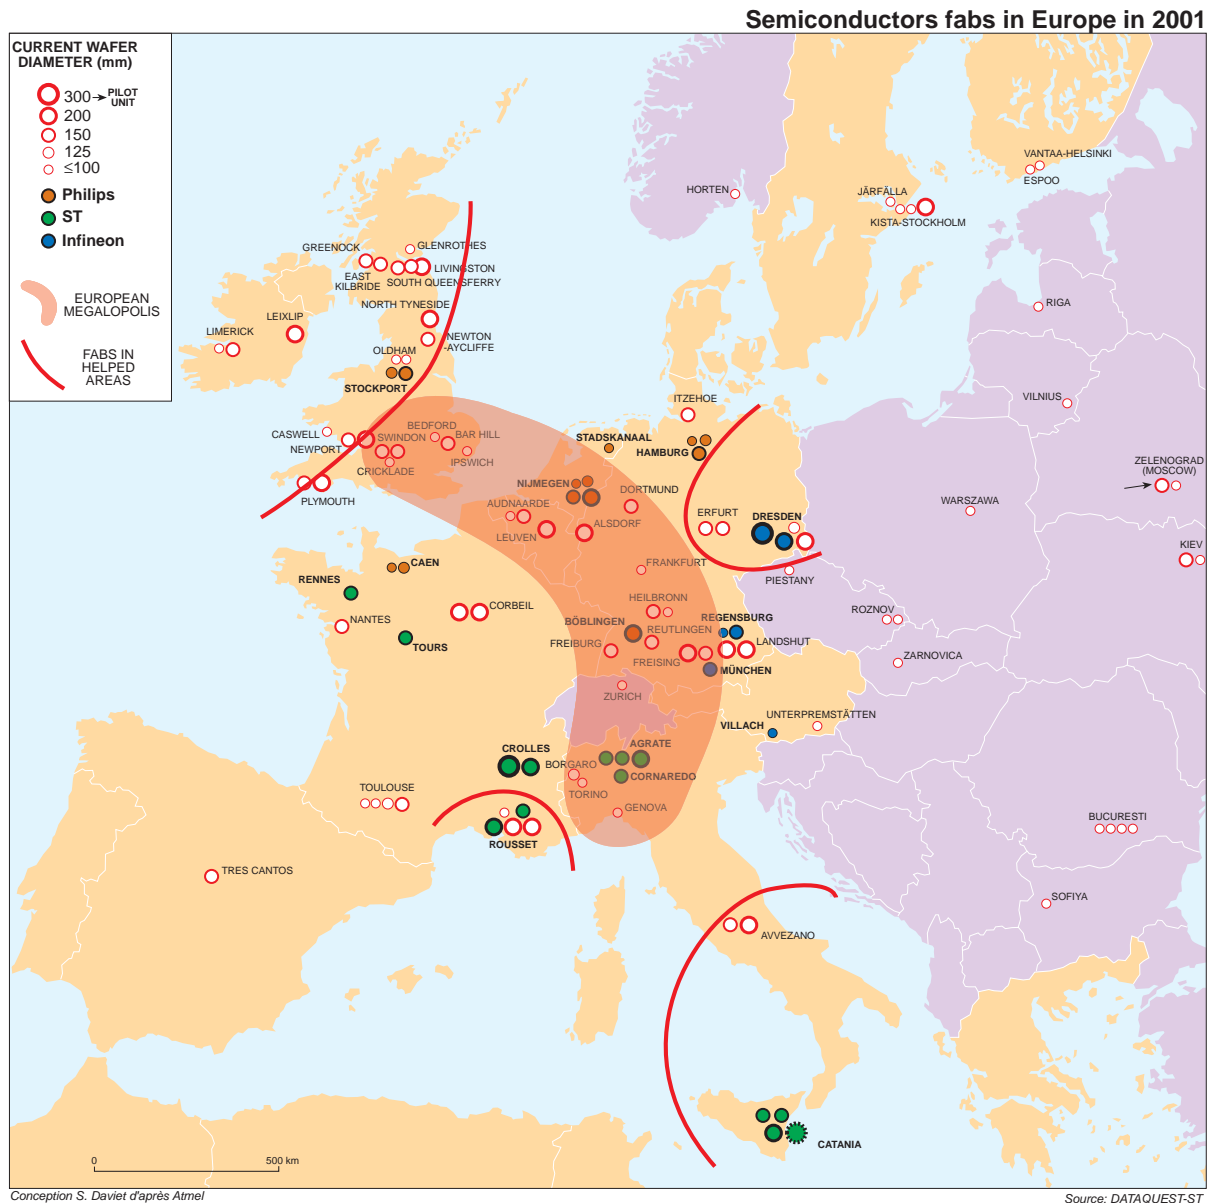 Semiconductors fabs in Europe in 2001
CURRENT WAFER
DIAMETER (mm)
300 → PILOT
UNIT
200
150
125
≤100
Philips
ST
Infineon
EUROPEAN
MEGALOPOLIS
FABS IN
HELPED
AREAS
VANTAA-HELSINKI
ESPOO
HORTEN
JÄRFÄLLA
KISTA-STOCKHOLM
GREENOCK
GLENROTHES
EAST
KILBRIDE
LIVINGSTON
SOUTH QUEENSFERRY
NORTH TYNESIDE
RIGA
LEIXLIP
LIMERICK
NEWTON
-AYCLIFFE
OLDHAM
STOCKPORT
VILNIUS
ITZEHOE
CASWELL
NEWPORT
SWINDON
BEDFORD
BAR HILL
IPSWICH
CRICKLADE
STADSKANAAL
HAMBURG
ZELENOGRAD
(MOSCOW)
PLYMOUTH
NIJMEGEN
DORTMUND
AUDNAARDE
LEUVEN
ALSDORF
ERFURT
DRESDEN
WARSZAWA
KIEV
CAEN
FRANKFURT
PIESTANY
RENNES
NANTES
CORBEIL
TOURS
HEILBRONN
BÖBLINGEN
REUTLINGEN
REGENSBURG
LANDSHUT
FREIBURG
FREISING
MÜNCHEN
ROZNOV
ZARNOVICA
ZURICH
UNTERPREMSTÄTTEN
VILLACH
CROLLES
BORGARO
AGRATE
CORNAREDO
TORINO
GENOVA
TOULOUSE
ROUSSET
BUCURESTI
TRES CANTOS
SOFIYA
AVVEZANO
CATANIA
0
500 km
Conception S. Daviet d'après Atmel
Source: DATAQUEST-ST